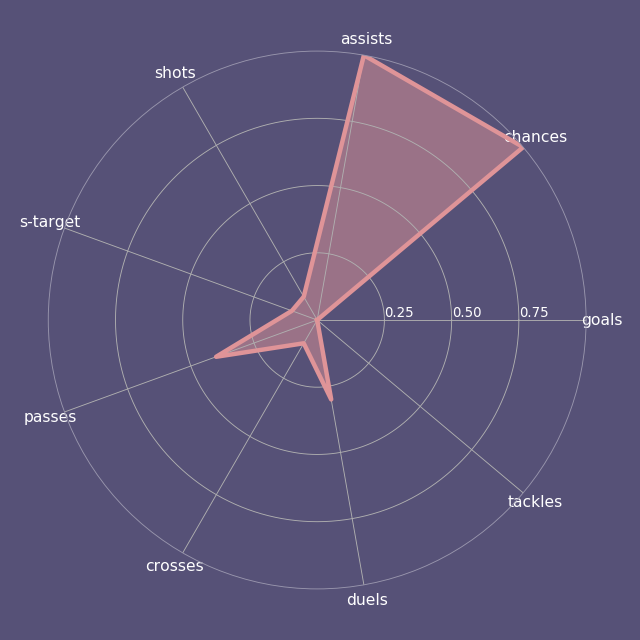 assists
shots
chances
s-target
0.25
0.50
0.75
goals
passes
tackles
crosses
duels